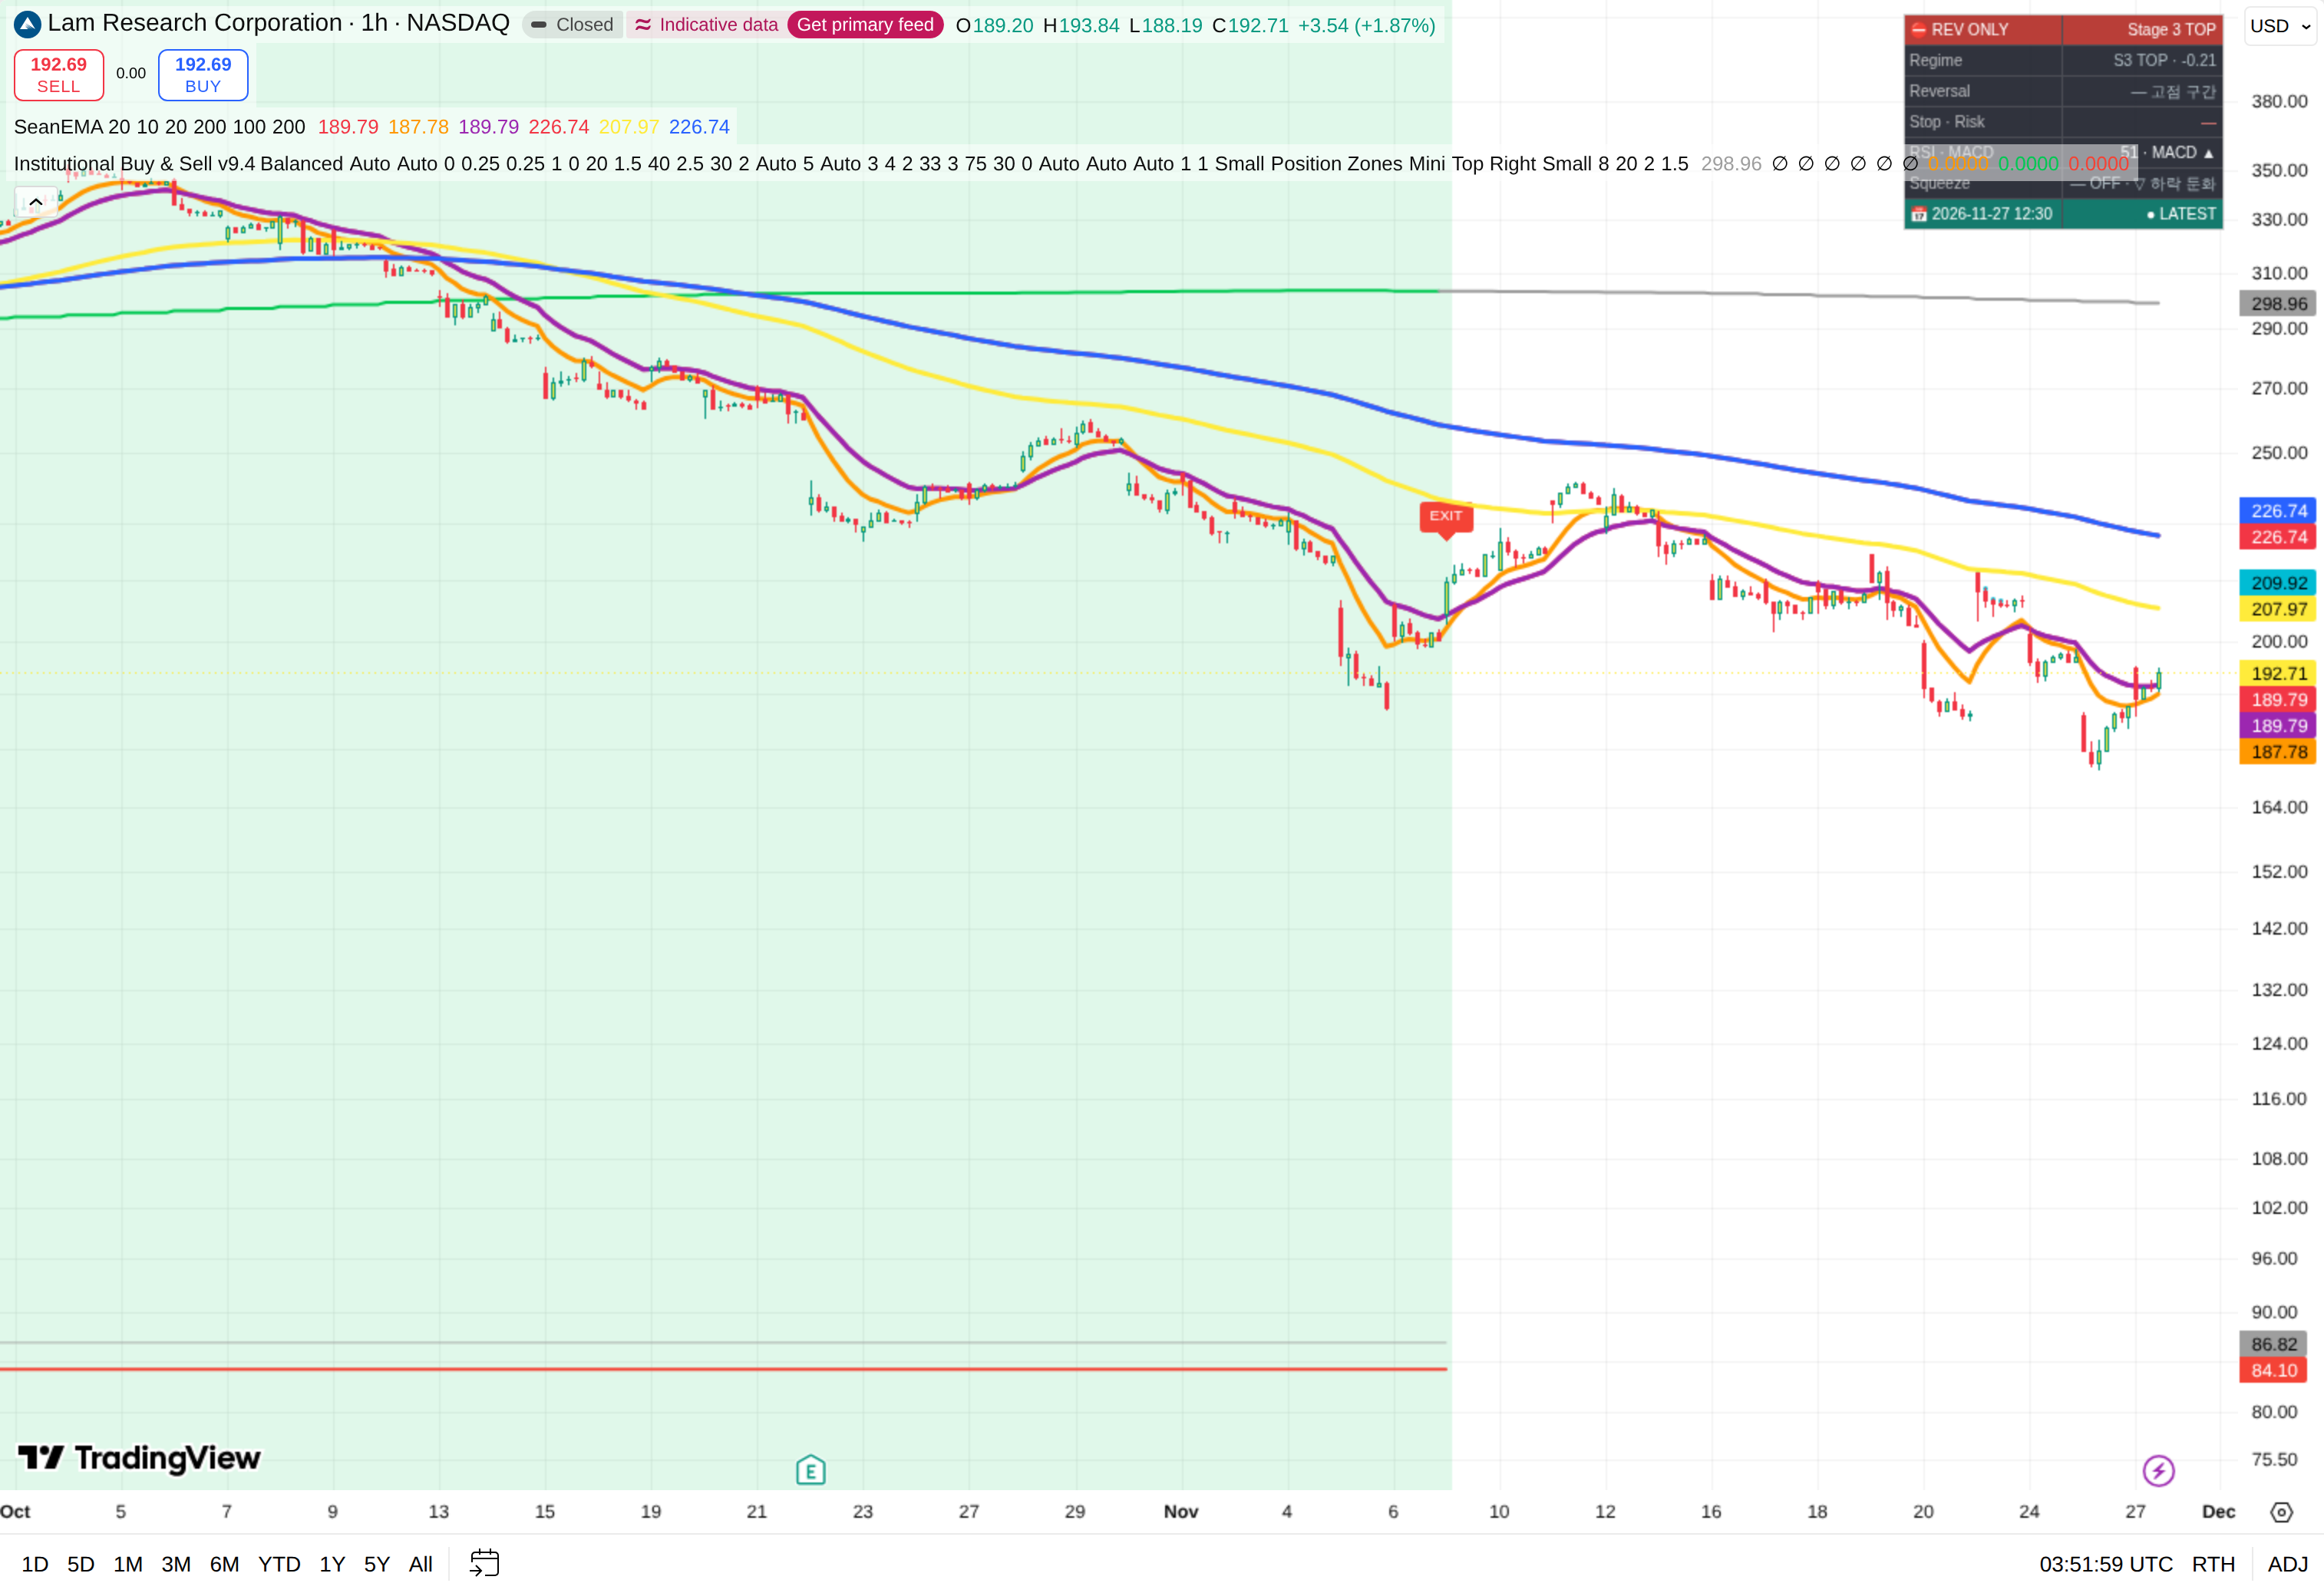 Lam Research Corporation · 1h · NASDAQ Closed Indicative data Get primary feed O189.20 H193.84 L188.19 C192.71 +3.54 (+1.87%)
192.69 SELL 0.00 192.69 BUY
SeanEMA 20 10 20 200 100 200 189.79 187.78 189.79 226.74 207.97 226.74
Institutional Buy & Sell v9.4 Balanced Auto Auto 0 0.25 0.25 1 0 20 1.5 40 2.5 30 2 Auto 5 Auto 3 4 2 33 3 75 30 0 Auto Auto Auto 1 1 Small Position Zones Mini Top Right Small 8 20 2 1.5 298.96 ∅ ∅ ∅ ∅ ∅ ∅ 0.0000 0.0000 0.0000
⛔ REV ONLY Stage 3 TOP
Regime S3 TOP · -0.21
Reversal — 고점 구간
Stop · Risk —
RSI · MACD 51 · MACD ▲
Squeeze — OFF · ▽ 하락 둔화
📅 2026-11-27 12:30 ● LATEST
USD
380.00
350.00
330.00
310.00
298.96
290.00
270.00
250.00
226.74
226.74
209.92
207.97
200.00
192.71
189.79
189.79
187.78
164.00
152.00
142.00
132.00
124.00
116.00
108.00
102.00
96.00
90.00
86.82
84.10
80.00
75.50
EXIT
TradingView
E
Oct 5 7 9 13 15 19 21 23 27 29 Nov 4 6 10 12 16 18 20 24 27 Dec
1D 5D 1M 3M 6M YTD 1Y 5Y All 03:51:59 UTC RTH ADJ